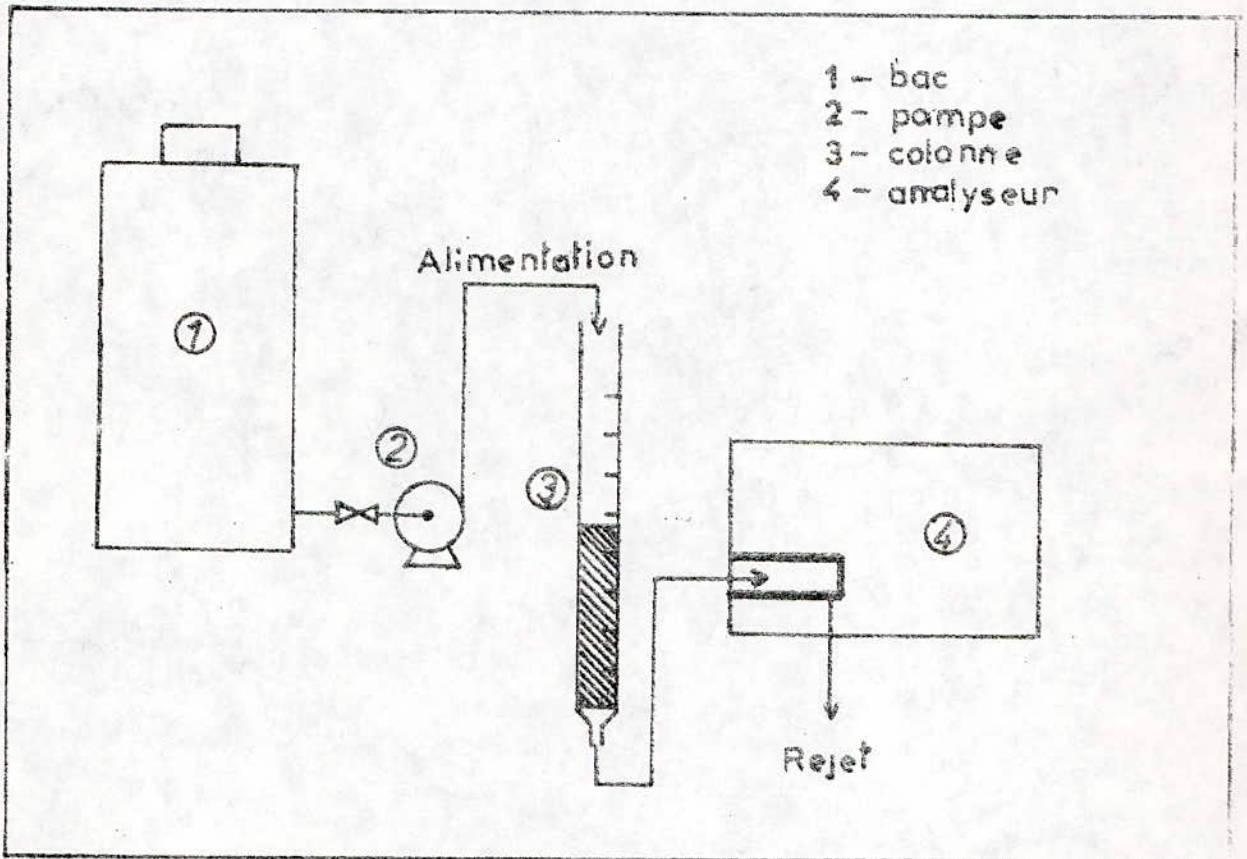 1 - bac
2 - pompe
3 - colonne
4 - analyseur
Alimentation
1
2
3
4
Rejet